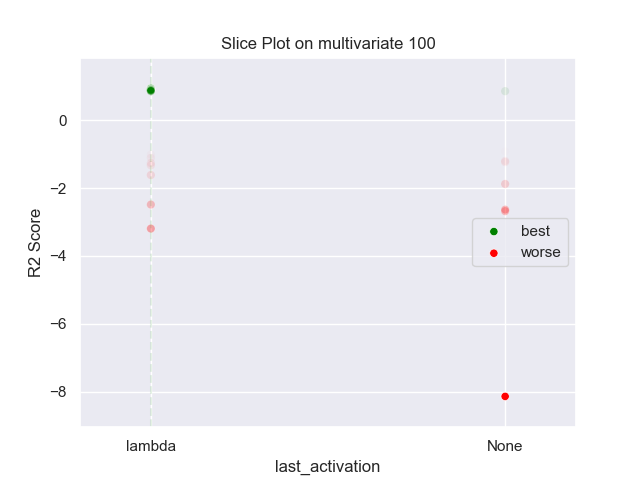 Slice Plot on multivariate 100
R2 Score
0
−2
−4
−6
−8
best
worse
lambda
None
last_activation